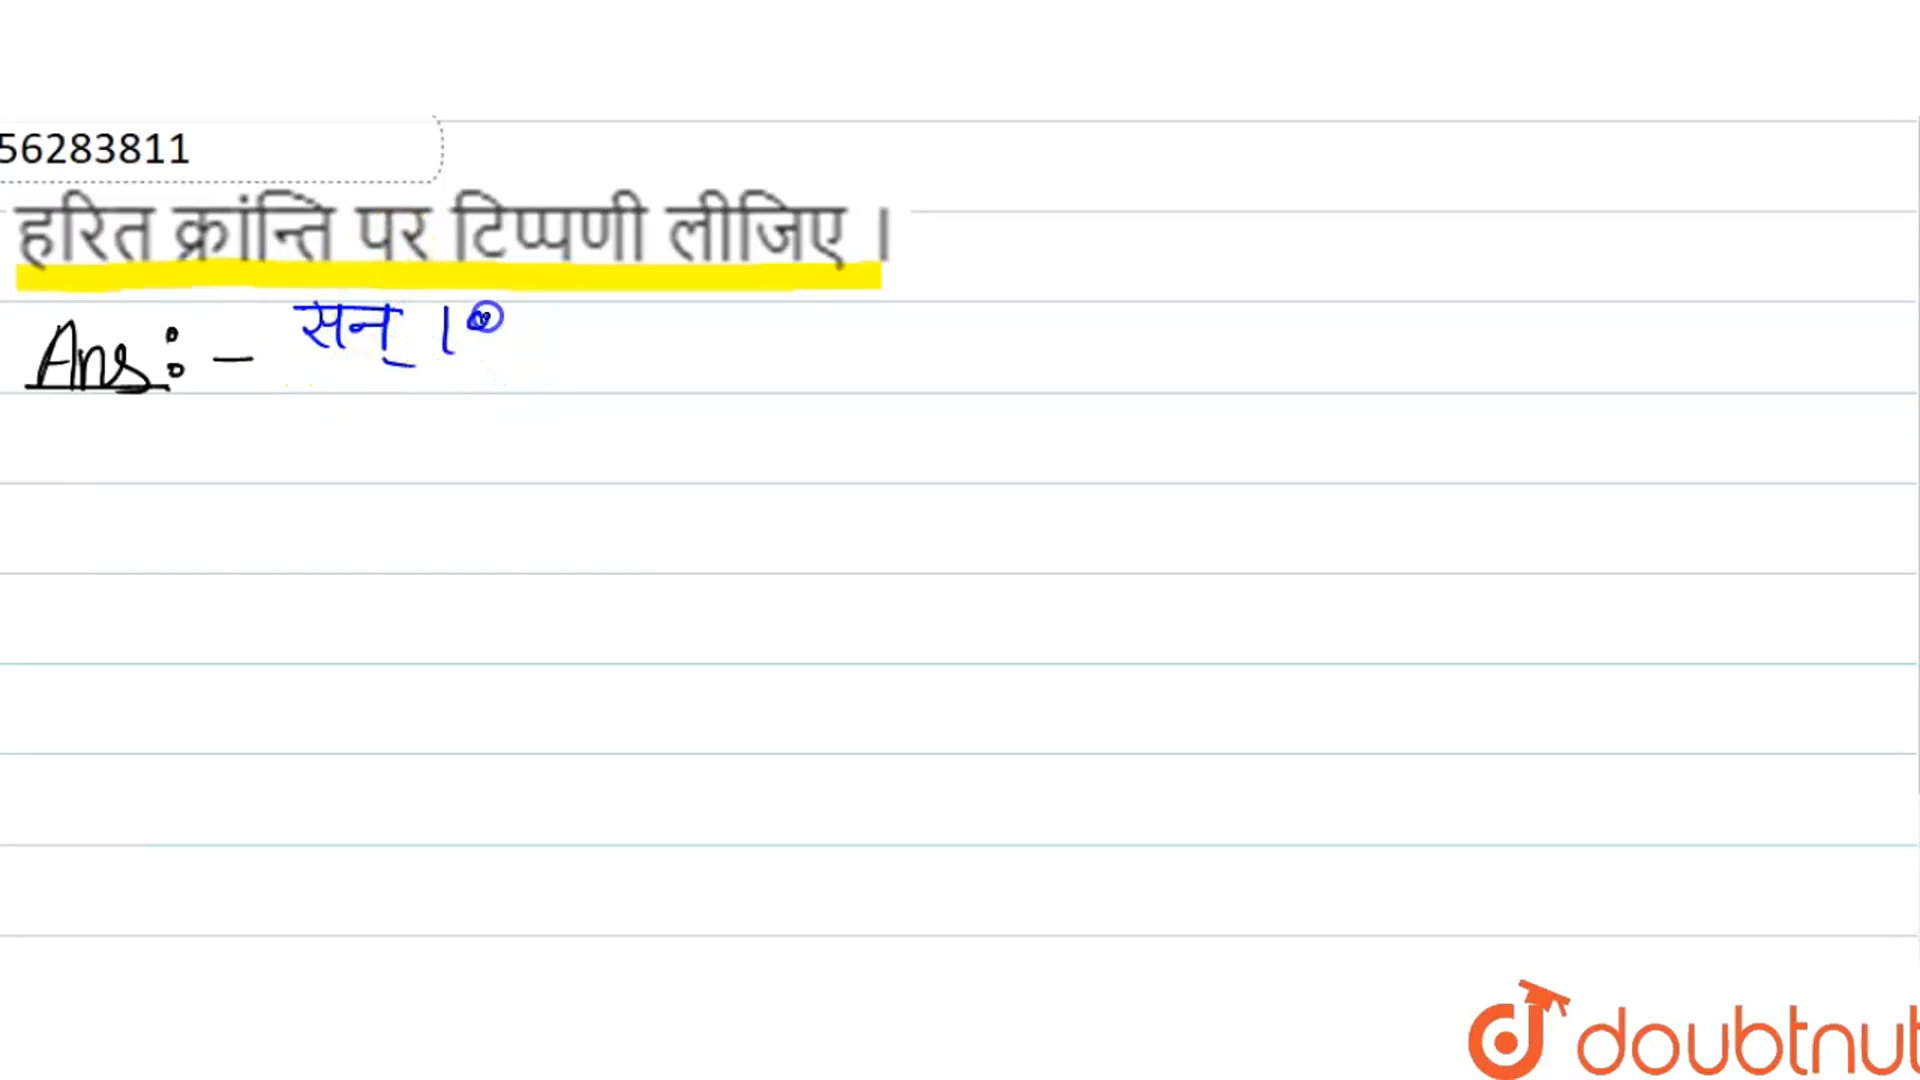 56283811
हरित क्रांन्ति पर टिप्पणी लीजिए ।
Ans: - सन् 1
doubtnut